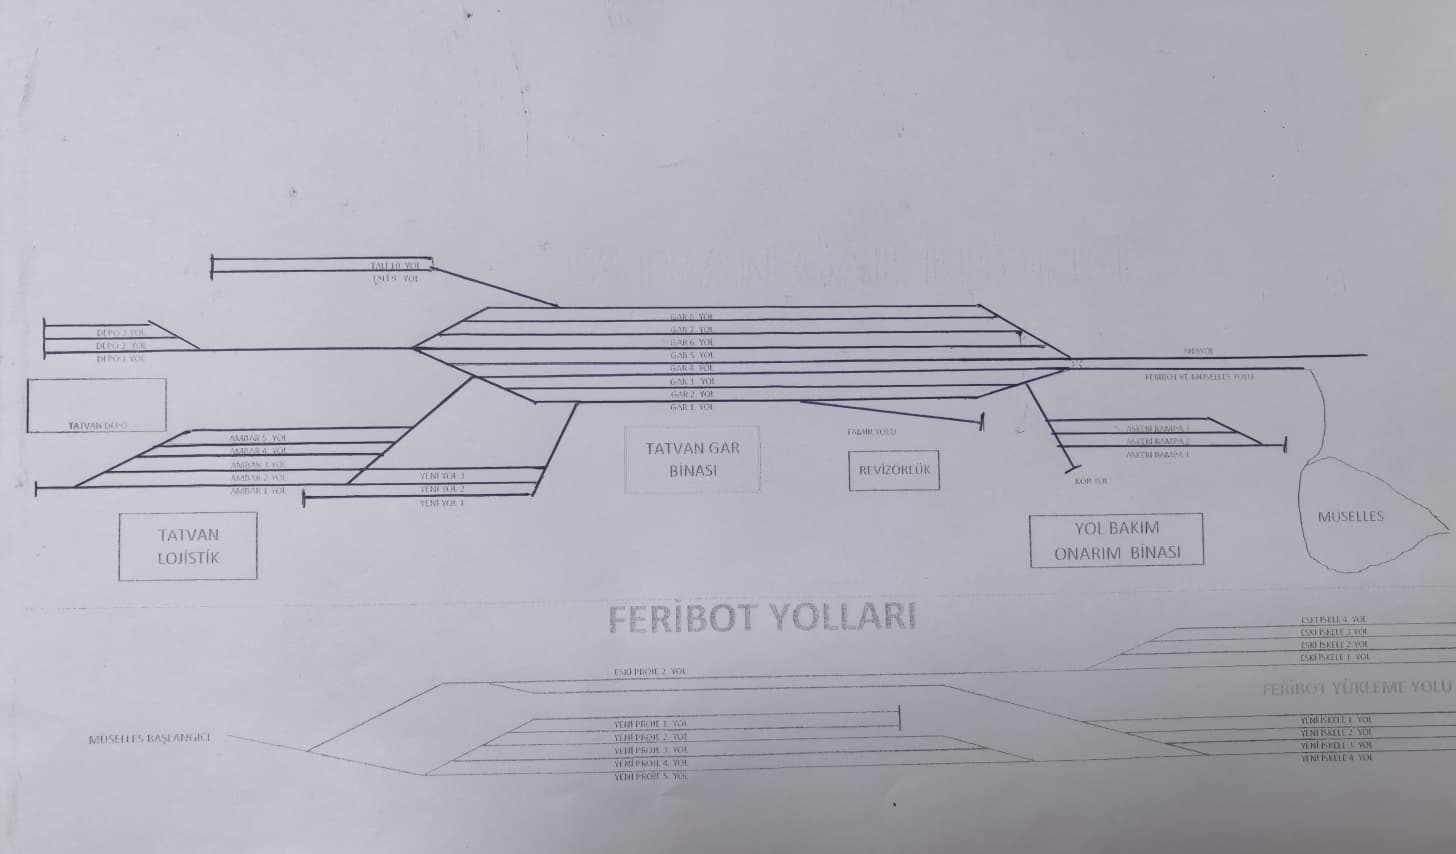 TALİ 10. YOL
TALİ 9. YOL
DEPO 3. YOL
DEPO 2. YOL
DEPO 1. YOL
TATVAN DEPO
GAR 8. YOL
GAR 7. YOL
GAR 6. YOL
GAR 5. YOL
GAR 4. YOL
GAR 3. YOL
GAR 2. YOL
GAR 1. YOL
ANAYOL
FERİBOT VE MÜSELLES YOLU
AMBAR 5. YOL
AMBAR 4. YOL
AMBAR 3. YOL
AMBAR 2. YOL
AMBAR 1. YOL
YENİ YOL 3
YENİ YOL 2
YENİ YOL 1
TATVAN GAR
BİNASI
TAMİR YOLU
REVİZÖRLÜK
ASKERİ RAMPA 3
ASKERİ RAMPA 2
ASKERİ RAMPA 1
KÖR YOL
TATVAN
LOJİSTİK
YOL BAKIM
ONARIM BİNASI
MÜSELLES
FERİBOT YOLLARI
ESKİ İSKELE 4. YOL
ESKİ İSKELE 3. YOL
ESKİ İSKELE 2. YOL
ESKİ İSKELE 1. YOL
ESKİ PROJE 2. YOL
FERİBOT YÜKLEME YOLU
MÜSELLES BAŞLANGICI
YENİ PROJE 1. YOL
YENİ PROJE 2. YOL
YENİ PROJE 3. YOL
YENİ PROJE 4. YOL
YENİ PROJE 5. YOL
YENİ İSKELE 1. YOL
YENİ İSKELE 2. YOL
YENİ İSKELE 3. YOL
YENİ İSKELE 4. YOL